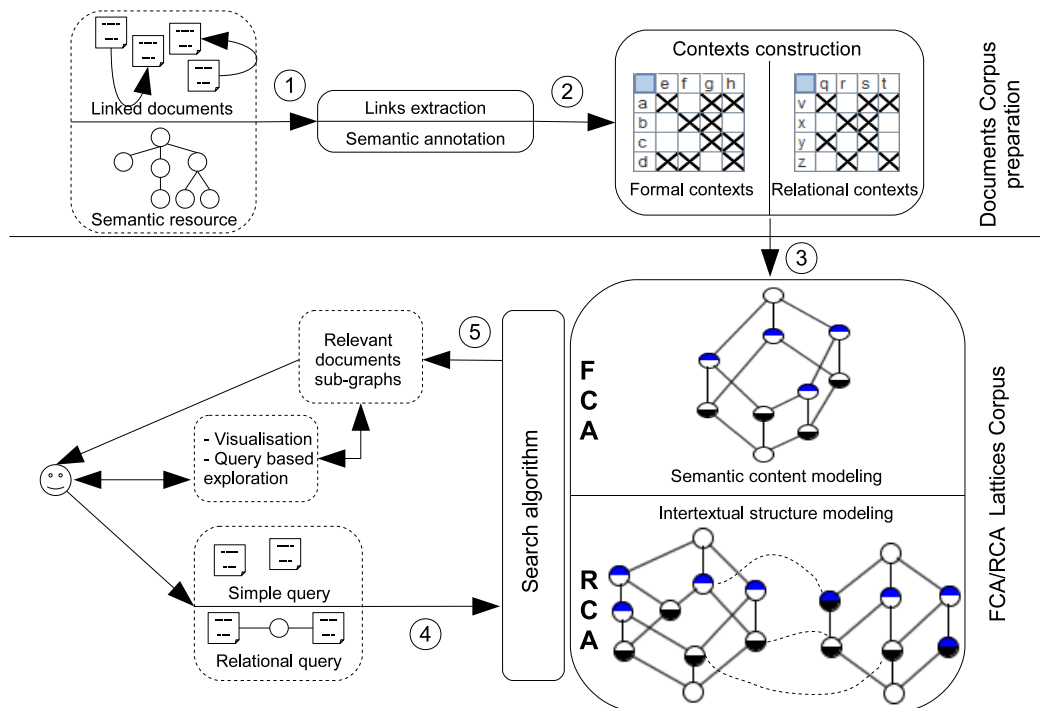 Linked documents
Semantic resource
1
Links extraction
Semantic annotation
2
Contexts construction
e f g h
a
b
c
d
Formal contexts
q r s t
v
x
y
z
Relational contexts
Documents Corpus
preparation
3
Relevant
documents
sub-graphs
5
- Visualisation
- Query based
exploration
Simple query
Relational query
4
Search algorithm
F
C
A
Semantic content modeling
Intertextual structure modeling
R
C
A
FCA/RCA Lattices Corpus